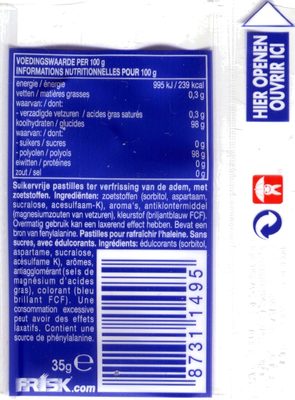 VOEDINGSWAARDE PER 100 g
INFORMATIONS NUTRITIONNELLES POUR 100 g
energie / énergie 995 kJ / 239 kcal
vetten / matières grasses 0,3 g
waarvan: / dont:
- verzadigde vetzuren / acides gras saturés 0,3 g
koolhydraten / glucides 98 g
waarvan: / dont:
- suikers / sucres 0 g
- polyolen / polyols 98 g
eiwitten / protéines 0 g
zout / sel 0 g
Suikervrije pastilles ter verfrissing van de adem, met
zoetstoffen. Ingrediënten: zoetstoffen (sorbitol, aspartaam,
sucralose, acesulfaam-K), aroma's, antiklontermiddel
(magnesiumzouten van vetzuren), kleurstof (briljantblauw FCF).
Overmatig gebruik kan een laxerend effect hebben. Bevat een
bron van fenylalanine. Pastilles pour rafraîchir l'haleine. Sans
sucres, avec édulcorants. Ingrédients: édulcorants (sorbitol,
aspartame, sucralose,
acésulfame K), arômes,
antiagglomérant (sels de
magnésium d'acides
gras), colorant (bleu
brillant FCF). Une
consommation excessive
peut avoir des effets
laxatifs. Contient une
source de phénylalanine.
35g e
FRISK.com
8731 1495
HIER OPENEN
OUVRIR ICI